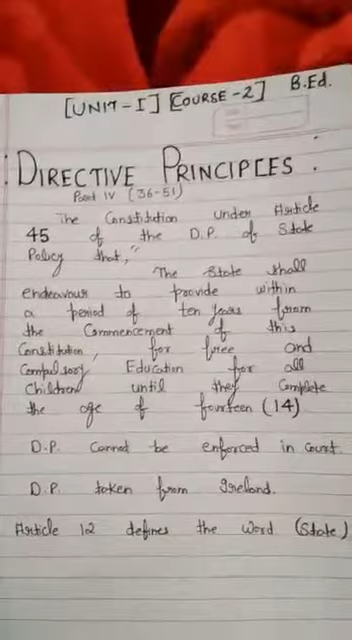 [UNIT-I] [COURSE-2] B.Ed.
DIRECTIVE PRINCIPLES.
Part IV (36-51)
The Constitution under Article
45 of the D.P. of State
Policy that,"
The State shall
endeavour to provide within
a period of ten years from
the Commencement of this
Constitution, for free and
Compulsory Education for all
Children until they Complete
the age of fourteen (14)
D.P. Cannot be enforced in Court.
D.P. taken from Ireland.
Article 12 defines the Word (State)